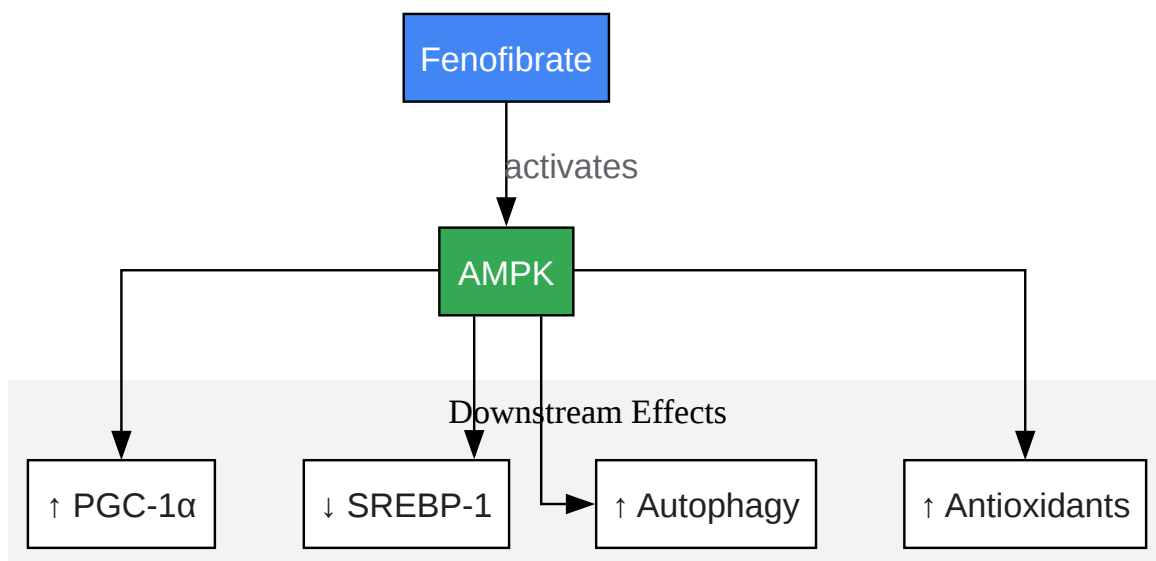 Fenofibrate
activates
AMPK
Downstream Effects
↑ PGC-1α
↓ SREBP-1
↑ Autophagy
↑ Antioxidants